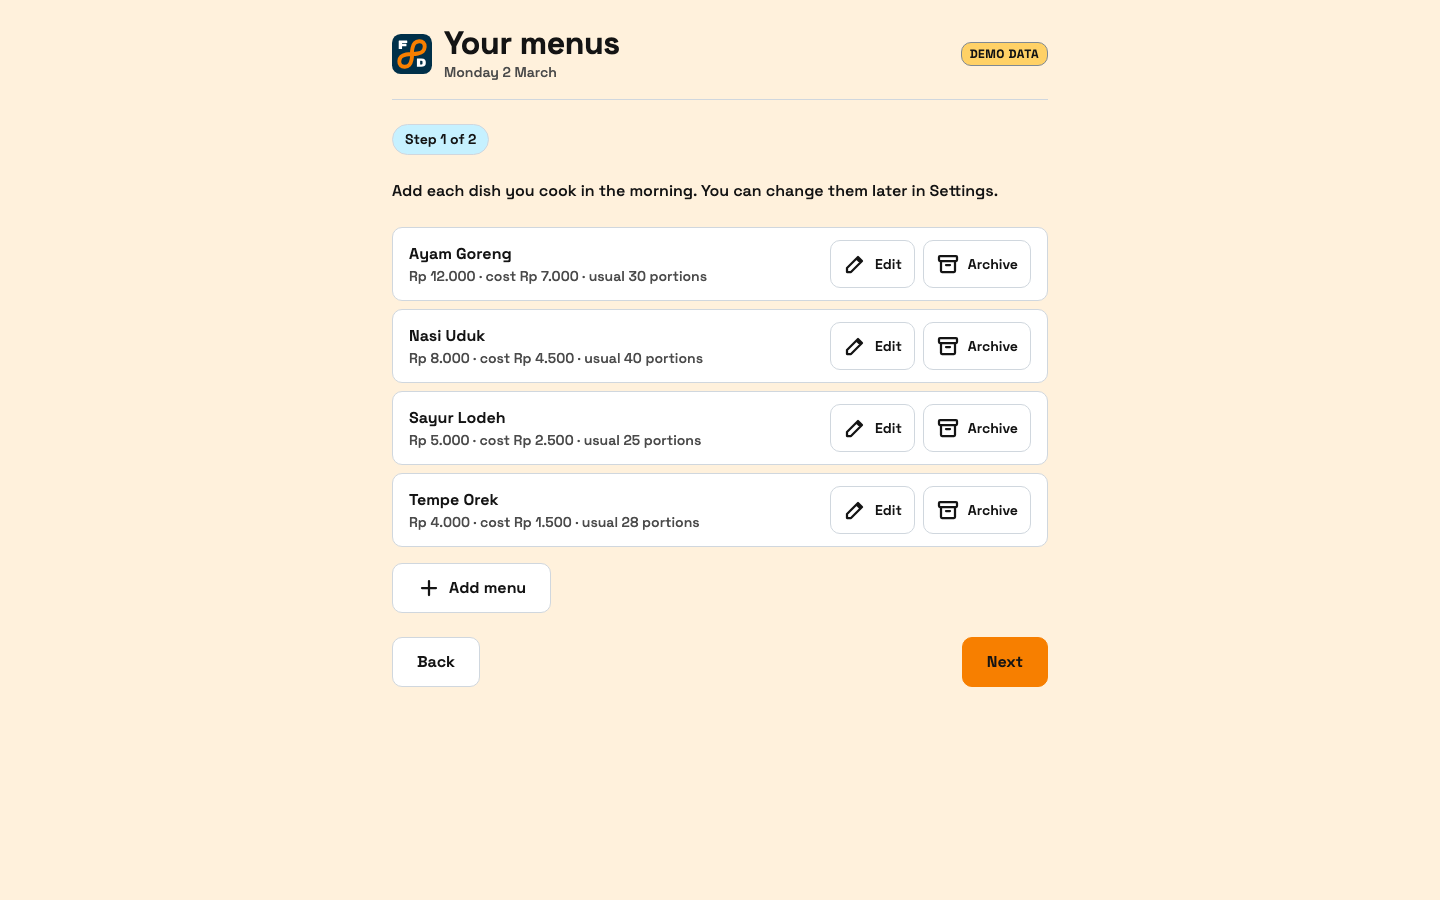 F
D
Your menus
Monday 2 March
DEMO DATA
Step 1 of 2
Add each dish you cook in the morning. You can change them later in Settings.
Ayam Goreng
Rp 12.000 · cost Rp 7.000 · usual 30 portions
Edit
Archive
Nasi Uduk
Rp 8.000 · cost Rp 4.500 · usual 40 portions
Edit
Archive
Sayur Lodeh
Rp 5.000 · cost Rp 2.500 · usual 25 portions
Edit
Archive
Tempe Orek
Rp 4.000 · cost Rp 1.500 · usual 28 portions
Edit
Archive
Add menu
Back
Next